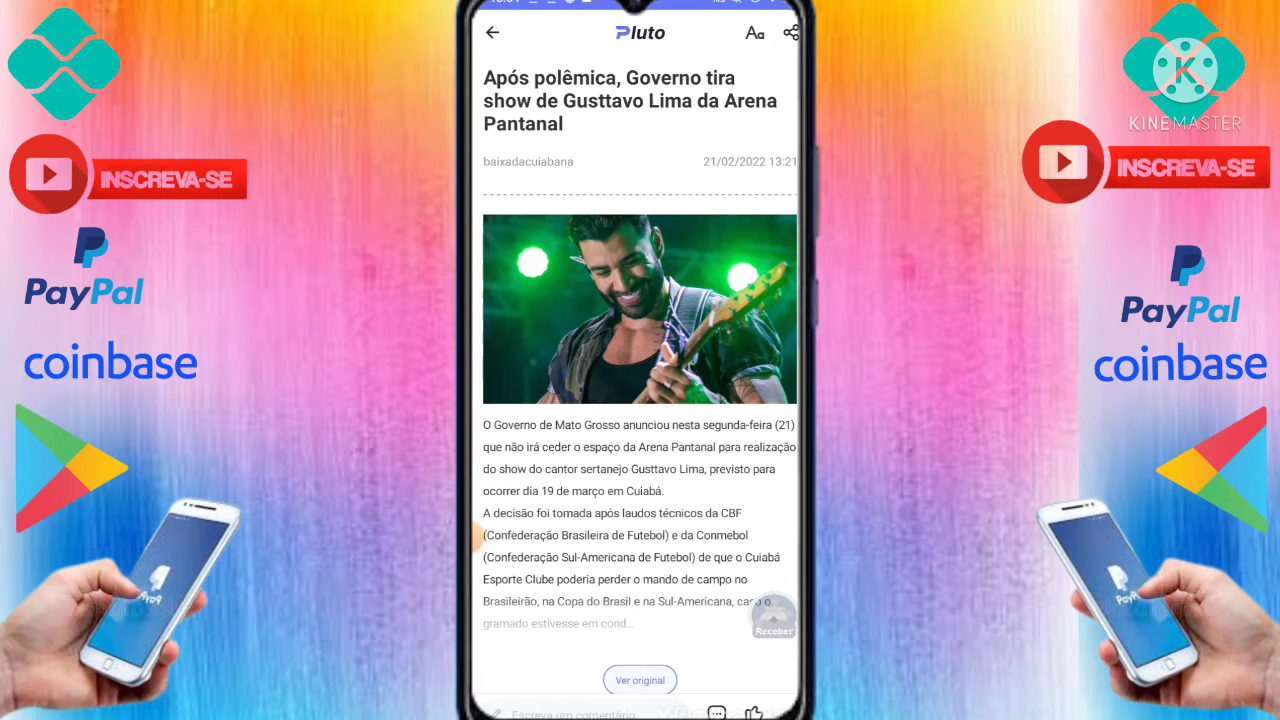 Pluto
Aa
Após polêmica, Governo tira
show de Gusttavo Lima da Arena
Pantanal
baixadacuiabana 21/02/2022 13:21
O Governo de Mato Grosso anunciou nesta segunda-feira (21)
que não irá ceder o espaço da Arena Pantanal para realização
do show do cantor sertanejo Gusttavo Lima, previsto para
ocorrer dia 19 de março em Cuiabá.
A decisão foi tomada após laudos técnicos da CBF
(Confederação Brasileira de Futebol) e da Conmebol
(Confederação Sul-Americana de Futebol) de que o Cuiabá
Esporte Clube poderia perder o mando de campo no
Brasileirão, na Copa do Brasil e na Sul-Americana, caso o
gramado estivesse em cond...
Receber
Ver original
Escreva um comentário
INSCREVA-SE
PayPal
coinbase
K
KINEMASTER
INSCREVA-SE
PayPal
coinbase